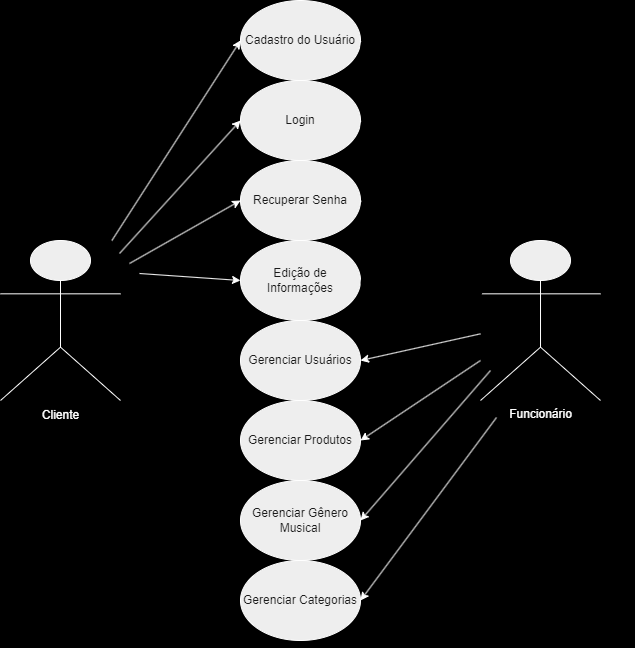 Cadastro do Usuário
Login
Recuperar Senha
Edição de
Informações
Gerenciar Usuários
Cliente
Funcionário
Gerenciar Produtos
Gerenciar Gênero
Musical
Gerenciar Categorias